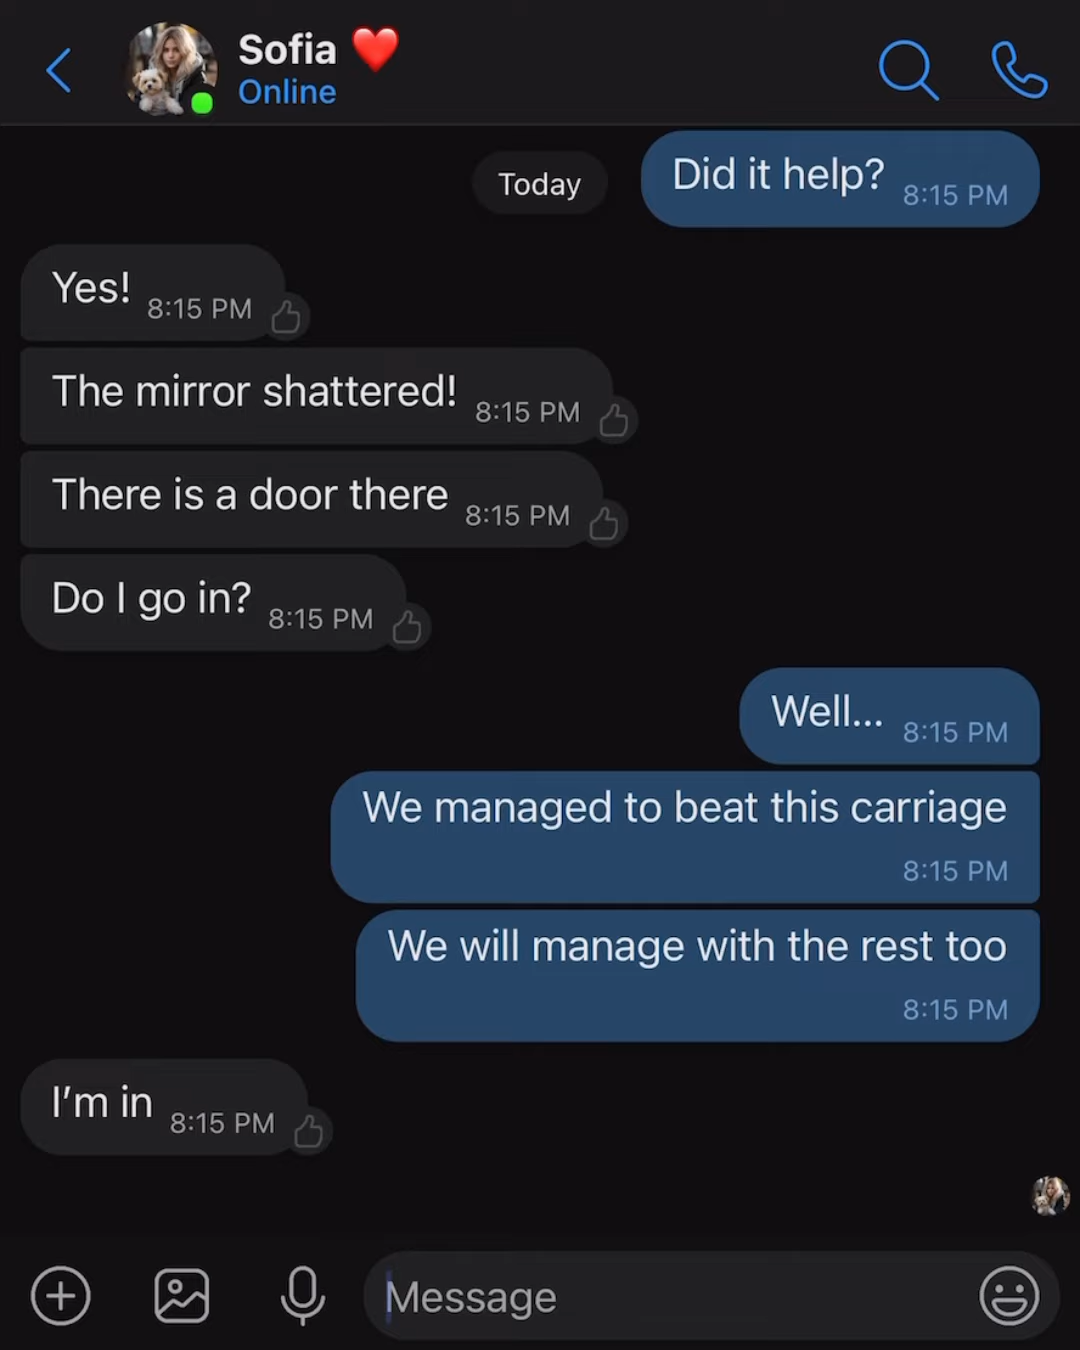 Sofia ❤️
Online
Today
Did it help? 8:15 PM
Yes! 8:15 PM
The mirror shattered! 8:15 PM
There is a door there 8:15 PM
Do I go in? 8:15 PM
Well... 8:15 PM
We managed to beat this carriage
8:15 PM
We will manage with the rest too
8:15 PM
I’m in 8:15 PM
Message